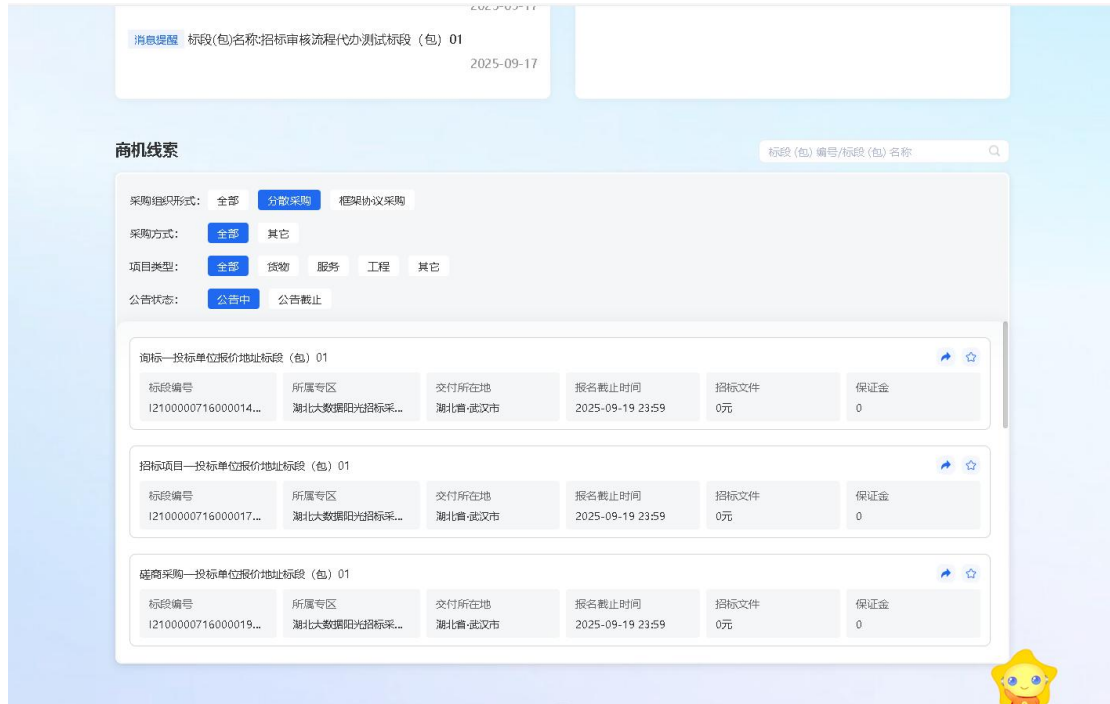 消息提醒 标段(包)名称:招标审核流程代办测试标段（包）01
2025-09-17
商机线索
标段 (包) 编号/标段 (包) 名称
采购组织形式： 全部 分散采购 框架协议采购
采购方式： 全部 其它
项目类型： 全部 货物 服务 工程 其它
公告状态： 公告中 公告截止
询标—投标单位报价地址标段（包）01
标段编号 所属专区 交付所在地 报名截止时间 招标文件 保证金
I2100000716000014... 湖北大数据阳光招标采... 湖北省·武汉市 2025-09-19 23:59 0元 0
招标项目—投标单位报价地址标段（包）01
标段编号 所属专区 交付所在地 报名截止时间 招标文件 保证金
I2100000716000017... 湖北大数据阳光招标采... 湖北省·武汉市 2025-09-19 23:59 0元 0
磋商采购—投标单位报价地址标段（包）01
标段编号 所属专区 交付所在地 报名截止时间 招标文件 保证金
I2100000716000019... 湖北大数据阳光招标采... 湖北省·武汉市 2025-09-19 23:59 0元 0